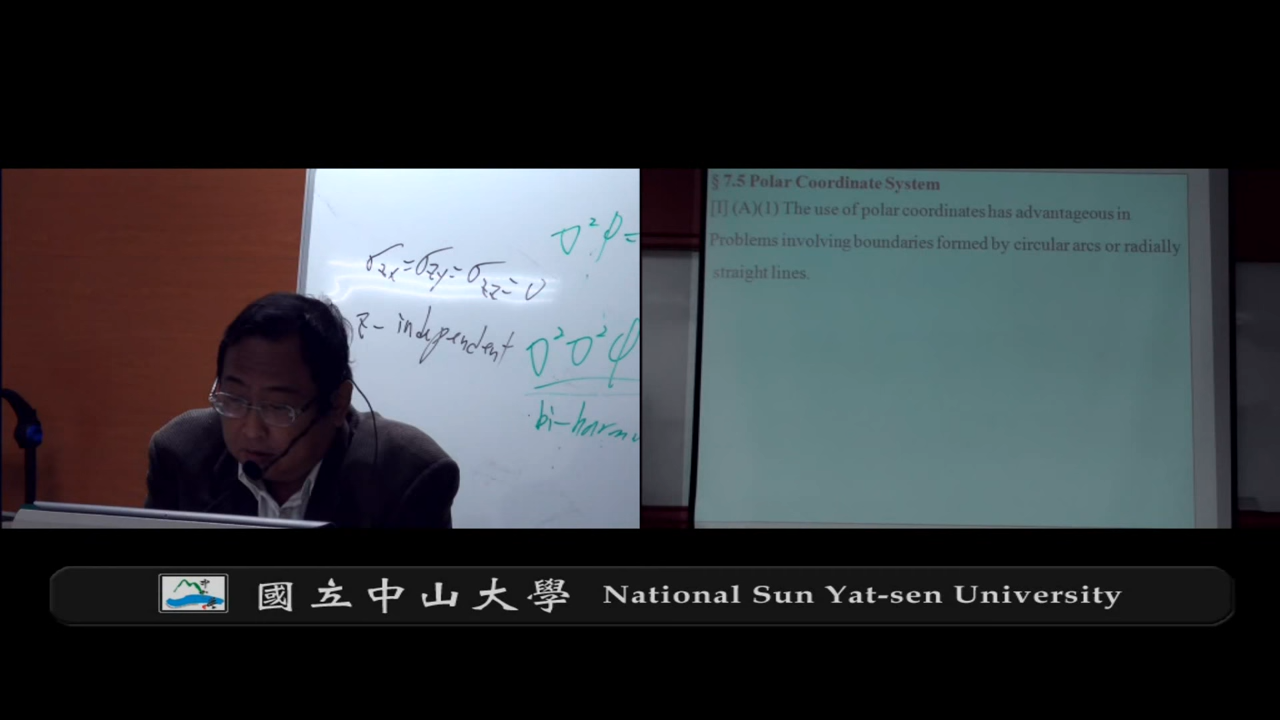 ∇²φ=
σzx=σzy=σzz=0
z-independent
∇²∇²φ
bi-harmo
§ 7.5 Polar Coordinate System
[I] (A)(1) The use of polar coordinates has advantageous in
Problems involving boundaries formed by circular arcs or radially
straight lines.
國立中山大學 National Sun Yat-sen University